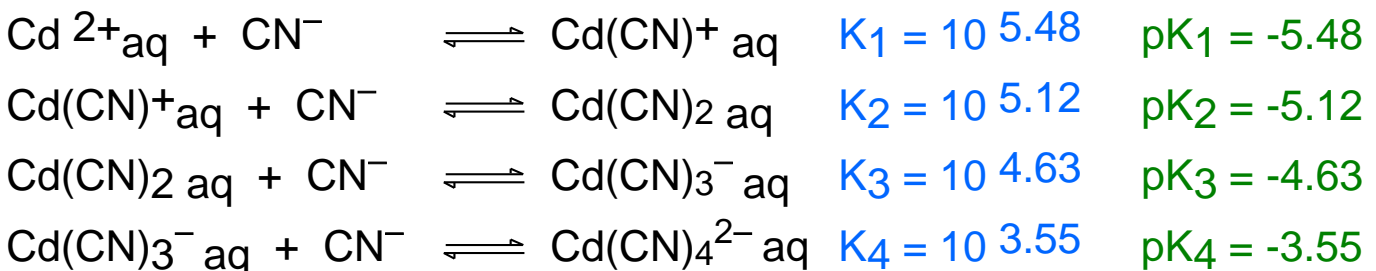 Cd 2+aq + CN– ⇌ Cd(CN)+ aq K1 = 10 5.48 pK1 = -5.48
Cd(CN)+aq + CN– ⇌ Cd(CN)2 aq K2 = 10 5.12 pK2 = -5.12
Cd(CN)2 aq + CN– ⇌ Cd(CN)3– aq K3 = 10 4.63 pK3 = -4.63
Cd(CN)3– aq + CN– ⇌ Cd(CN)42– aq K4 = 10 3.55 pK4 = -3.55